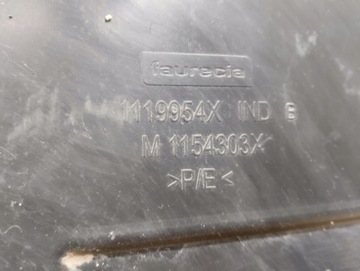 faurecia
1119954X IND B
M 1154303X
>P/E<